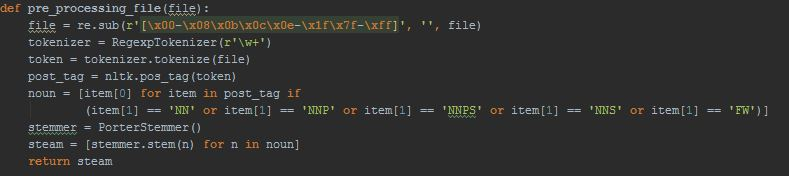 def pre_processing_file(file):
    file = re.sub(r'[\x00-\x08\x0b\x0c\x0e-\x1f\x7f-\xff]', '', file)
    tokenizer = RegexpTokenizer(r'\w+')
    token = tokenizer.tokenize(file)
    post_tag = nltk.pos_tag(token)
    noun = [item[0] for item in post_tag if
            (item[1] == 'NN' or item[1] == 'NNP' or item[1] == 'NNPS' or item[1] == 'NNS' or item[1] == 'FW')]
    stemmer = PorterStemmer()
    steam = [stemmer.stem(n) for n in noun]
    return steam